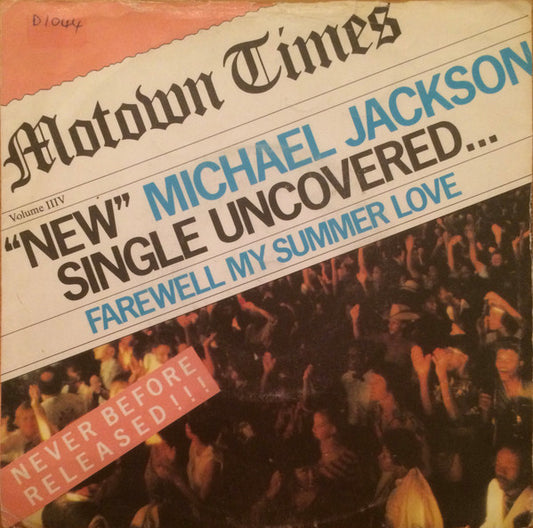 D1044
Motown Times
Volume IIIV
"NEW" MICHAEL JACKSON
SINGLE UNCOVERED...
FAREWELL MY SUMMER LOVE
NEVER BEFORE
RELEASED!!!